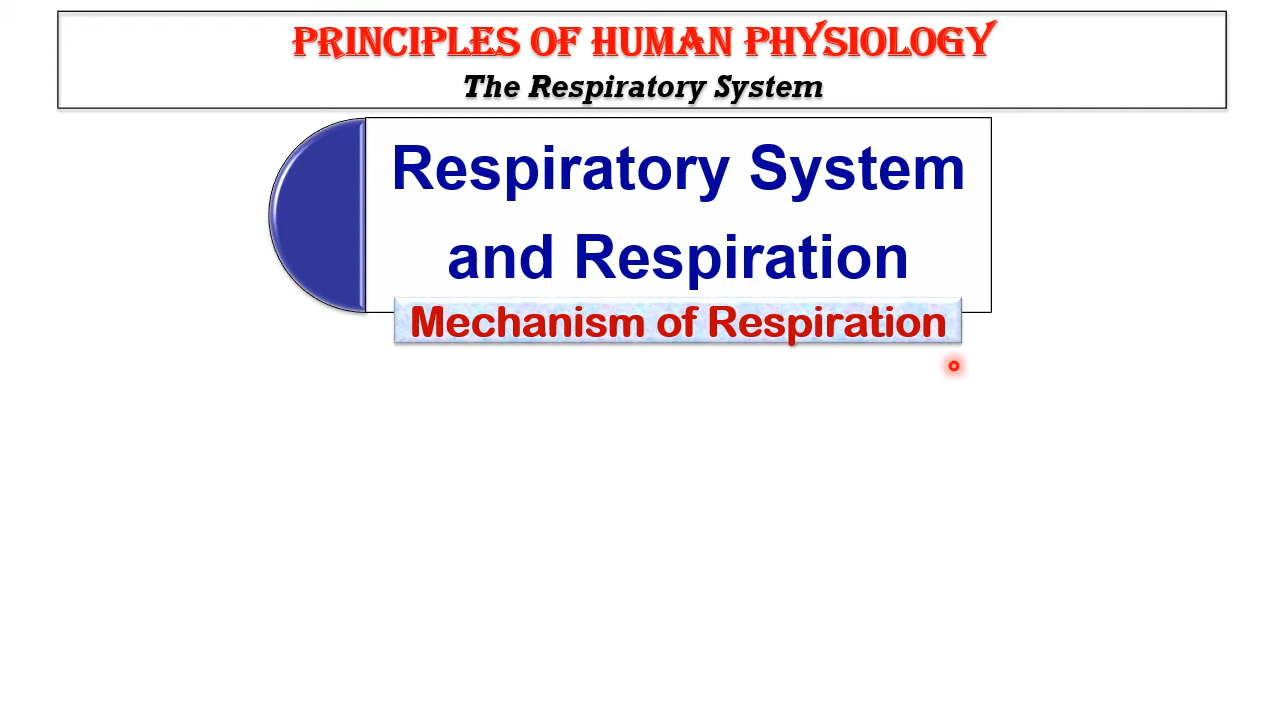 PRINCIPLES OF HUMAN PHYSIOLOGY
The Respiratory System
Respiratory System
and Respiration
Mechanism of Respiration